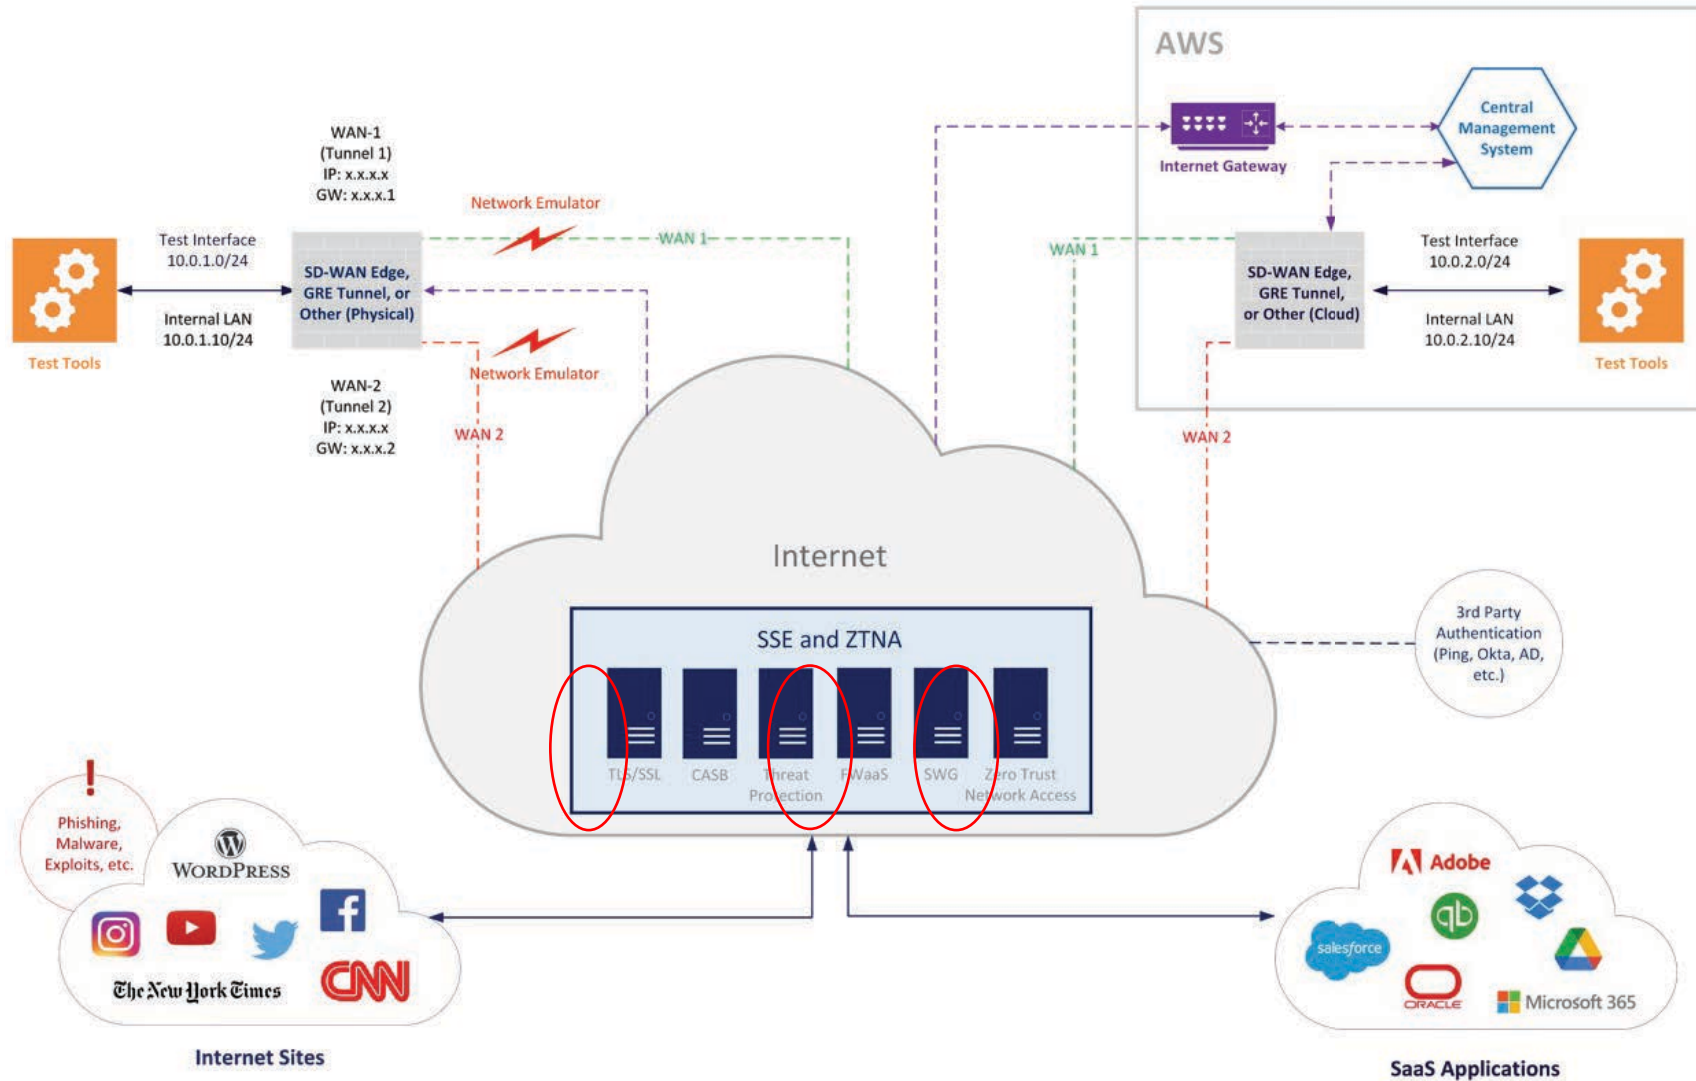 AWS
Central
Management
System
Internet Gateway
WAN-1
(Tunnel 1)
IP: x.x.x.x
GW: x.x.x.1
Network Emulator
WAN 1
WAN 1
Test Interface
10.0.1.0/24
SD-WAN Edge,
GRE Tunnel, or
Other (Physical)
Internal LAN
10.0.1.10/24
Test Tools
Network Emulator
WAN-2
(Tunnel 2)
IP: x.x.x.x
GW: x.x.x.2
WAN 2
SD-WAN Edge,
GRE Tunnel,
or Other (Cloud)
Test Interface
10.0.2.0/24
Internal LAN
10.0.2.10/24
Test Tools
WAN 2
Internet
SSE and ZTNA
TLS/SSL
CASB
Threat
Protection
FWaaS
SWG
Zero Trust
Network Access
3rd Party
Authentication
(Ping, Okta, AD,
etc.)
!
Phishing,
Malware,
Exploits, etc.
WORDPRESS
The New York Times
CNN
Internet Sites
Adobe
qb
salesforce
ORACLE
Microsoft 365
SaaS Applications